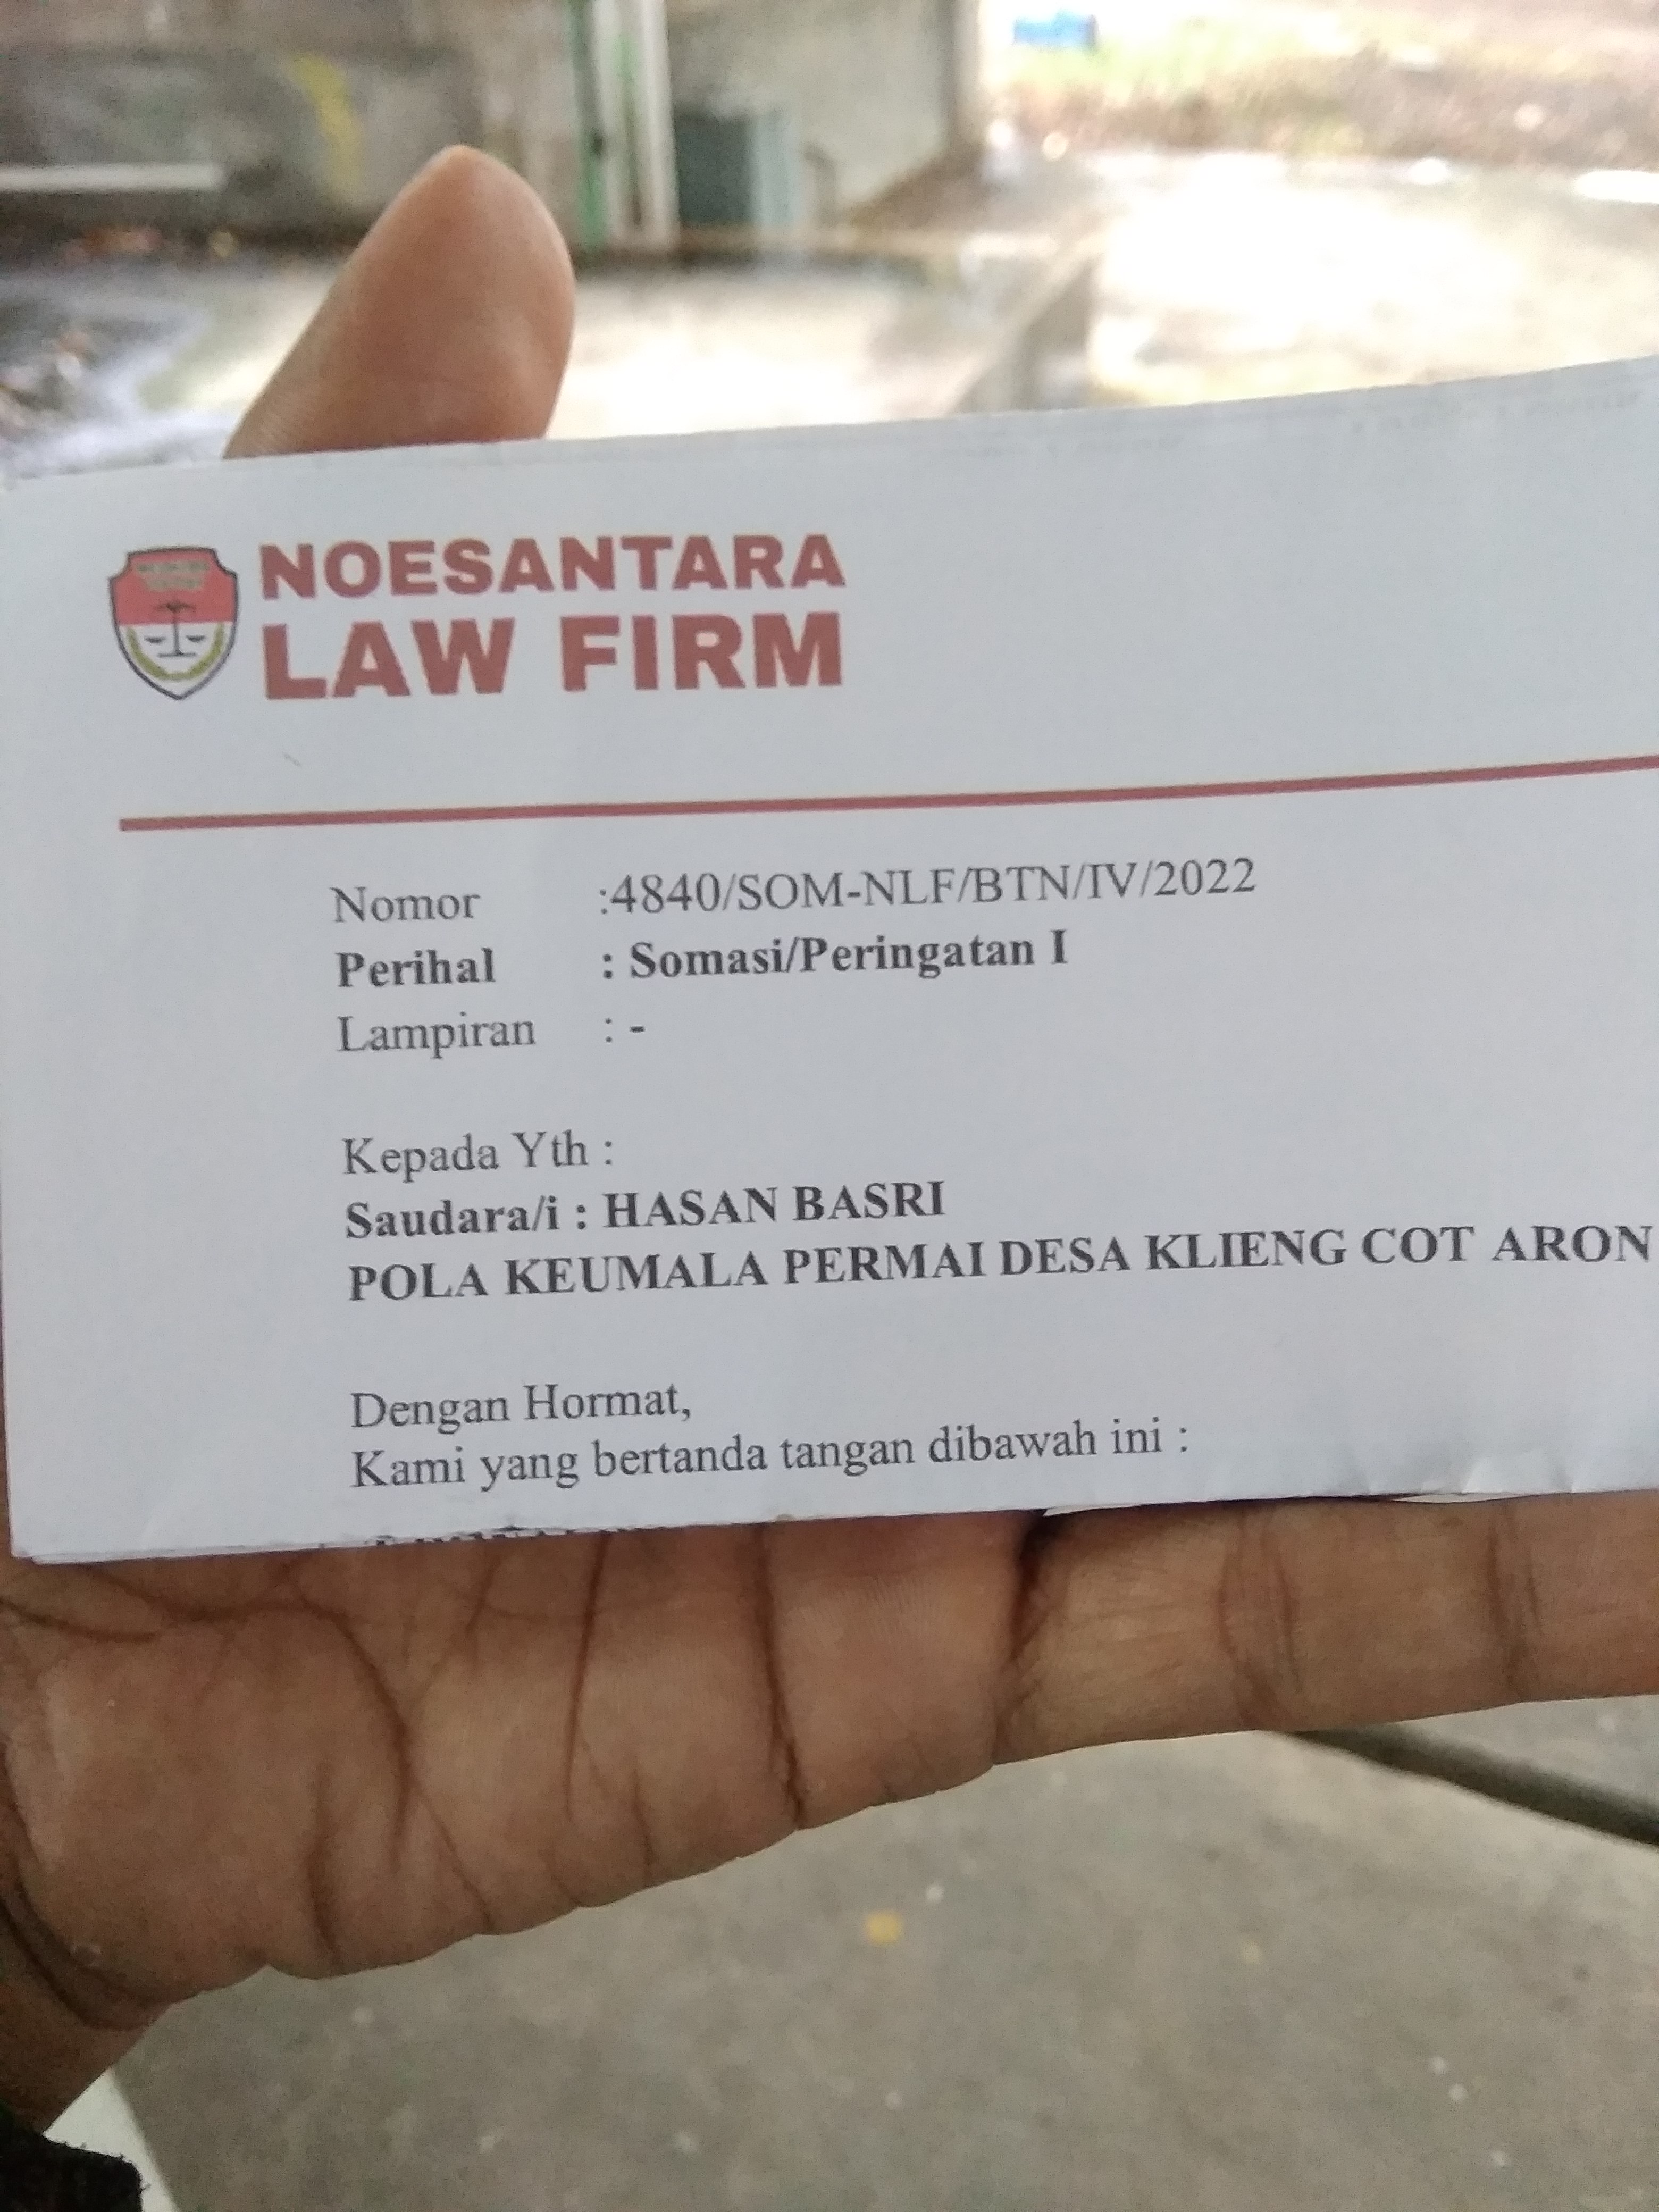 NOESANTARA
LAW FIRM
Nomor :4840/SOM-NLF/BTN/IV/2022
Perihal : Somasi/Peringatan I
Lampiran : -
Kepada Yth :
Saudara/i : HASAN BASRI
POLA KEUMALA PERMAI DESA KLIENG COT ARON
Dengan Hormat,
Kami yang bertanda tangan dibawah ini :